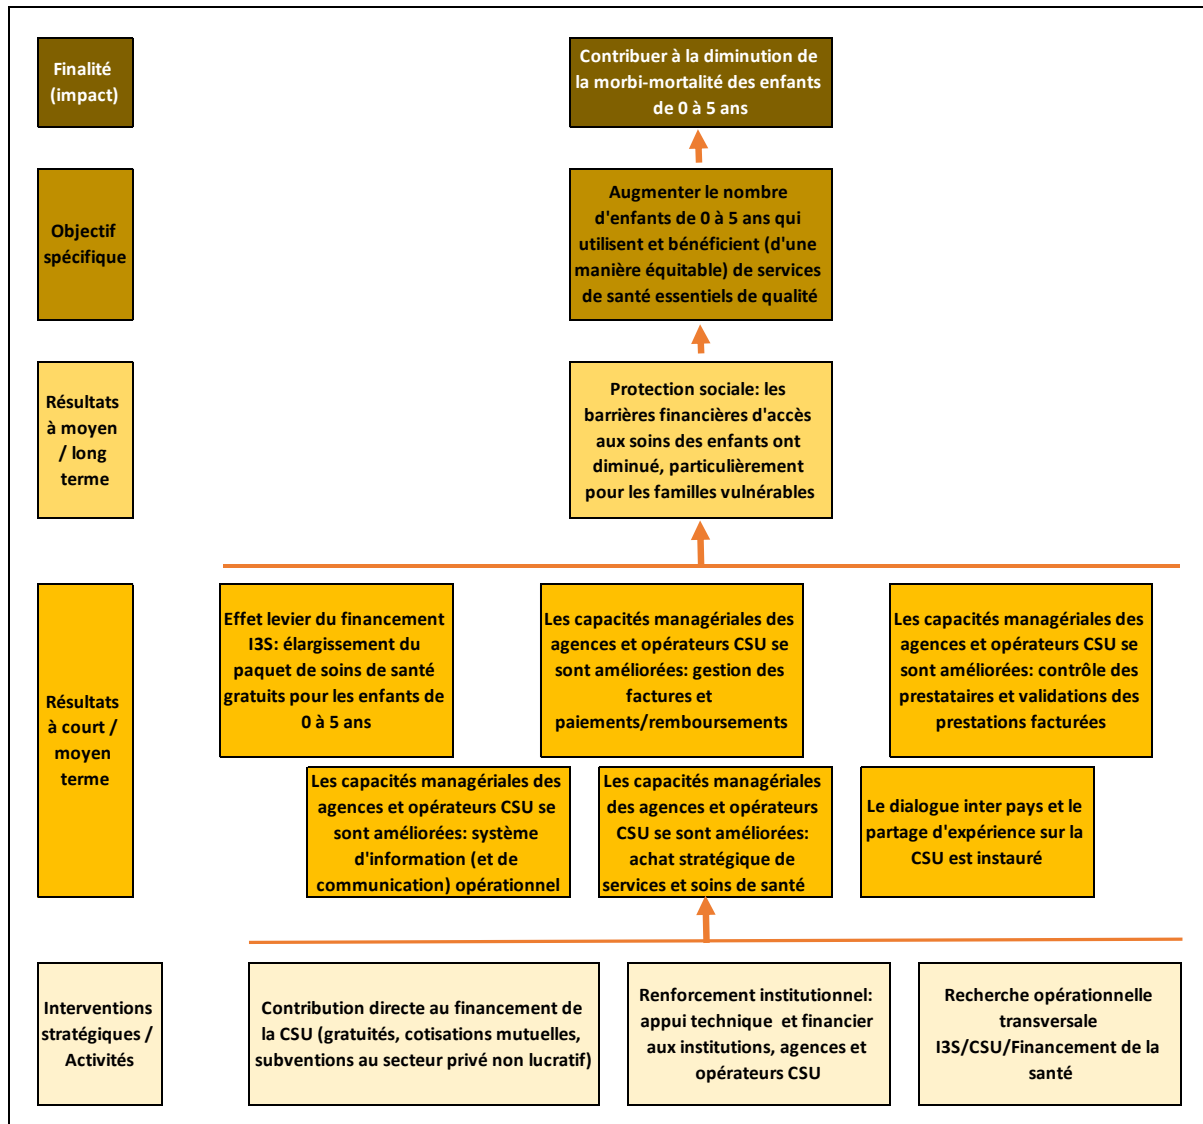 Finalité
(impact)
Contribuer à la diminution de
la morbi-mortalité des enfants
de 0 à 5 ans
Objectif
spécifique
Augmenter le nombre
d'enfants de 0 à 5 ans qui
utilisent et bénéficient (d'une
manière équitable) de services
de santé essentiels de qualité
Résultats
à moyen
/ long
terme
Protection sociale: les
barrières financières d'accès
aux soins des enfants ont
diminué, particulièrement
pour les familles vulnérables
Résultats
à court /
moyen
terme
Effet levier du financement
I3S: élargissement du
paquet de soins de santé
gratuits pour les enfants de
0 à 5 ans
Les capacités managériales des
agences et opérateurs CSU se
sont améliorées: gestion des
factures et
paiements/remboursements
Les capacités managériales des
agences et opérateurs CSU se
sont améliorées: contrôle des
prestataires et validations des
prestations facturées
Les capacités managériales des
agences et opérateurs CSU se
sont améliorées: système
d'information (et de
communication) opérationnel
Les capacités managériales
des agences et opérateurs
CSU se sont améliorées:
achat stratégique de
services et soins de santé
Le dialogue inter pays et le
partage d'expérience sur la
CSU est instauré
Interventions
stratégiques /
Activités
Contribution directe au financement de
la CSU (gratuités, cotisations mutuelles,
subventions au secteur privé non lucratif)
Renforcement institutionnel:
appui technique et financier
aux institutions, agences et
opérateurs CSU
Recherche opérationnelle
transversale
I3S/CSU/Financement de la
santé